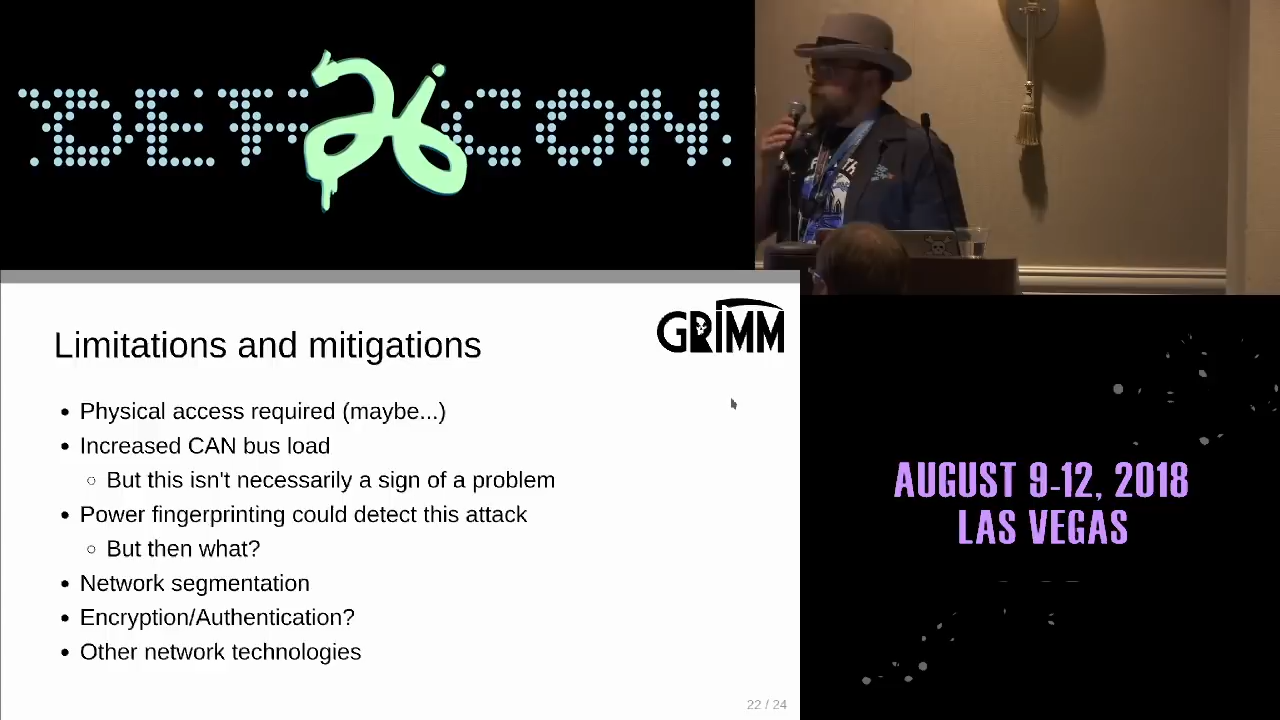 DEF 26 CON
GRIMM
Limitations and mitigations
• Physical access required (maybe...)
• Increased CAN bus load
○ But this isn't necessarily a sign of a problem
• Power fingerprinting could detect this attack
○ But then what?
• Network segmentation
• Encryption/Authentication?
• Other network technologies
22 / 24
AUGUST 9-12, 2018
LAS VEGAS